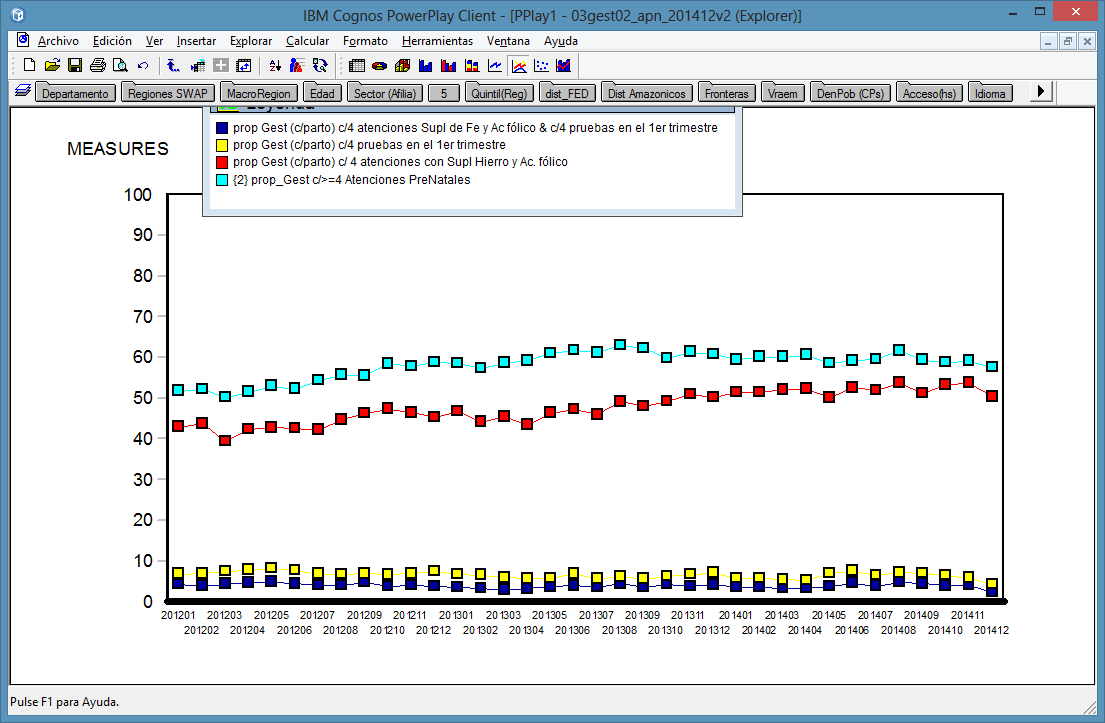 IBM Cognos PowerPlay Client - [PPlay1 - 03gest02_apn_201412v2 (Explorer)]
Archivo Edición Ver Insertar Explorar Calcular Formato Herramientas Ventana Ayuda
Departamento Regiones SWAP MacroRegion Edad Sector (Afilia) 5 Quintil(Reg) dist_FED Dist Amazonicos Fronteras Vraem DenPob (CPs) Acceso(hs) Idioma
Leyenda
prop Gest (c/parto) c/4 atenciones Supl de Fe y Ac fólico & c/4 pruebas en el 1er trimestre
prop Gest (c/parto) c/4 pruebas en el 1er trimestre
prop Gest (c/parto) c/ 4 atenciones con Supl Hierro y Ac. fólico
{2} prop_Gest c/>=4 Atenciones PreNatales
MEASURES
100
90
80
70
60
50
40
30
20
10
0
201201 201203 201205 201207 201209 201211 201301 201303 201305 201307 201309 201311 201401 201403 201405 201407 201409 201411
201202 201204 201206 201208 201210 201212 201302 201304 201306 201308 201310 201312 201402 201404 201406 201408 201410 201412
Pulse F1 para Ayuda.